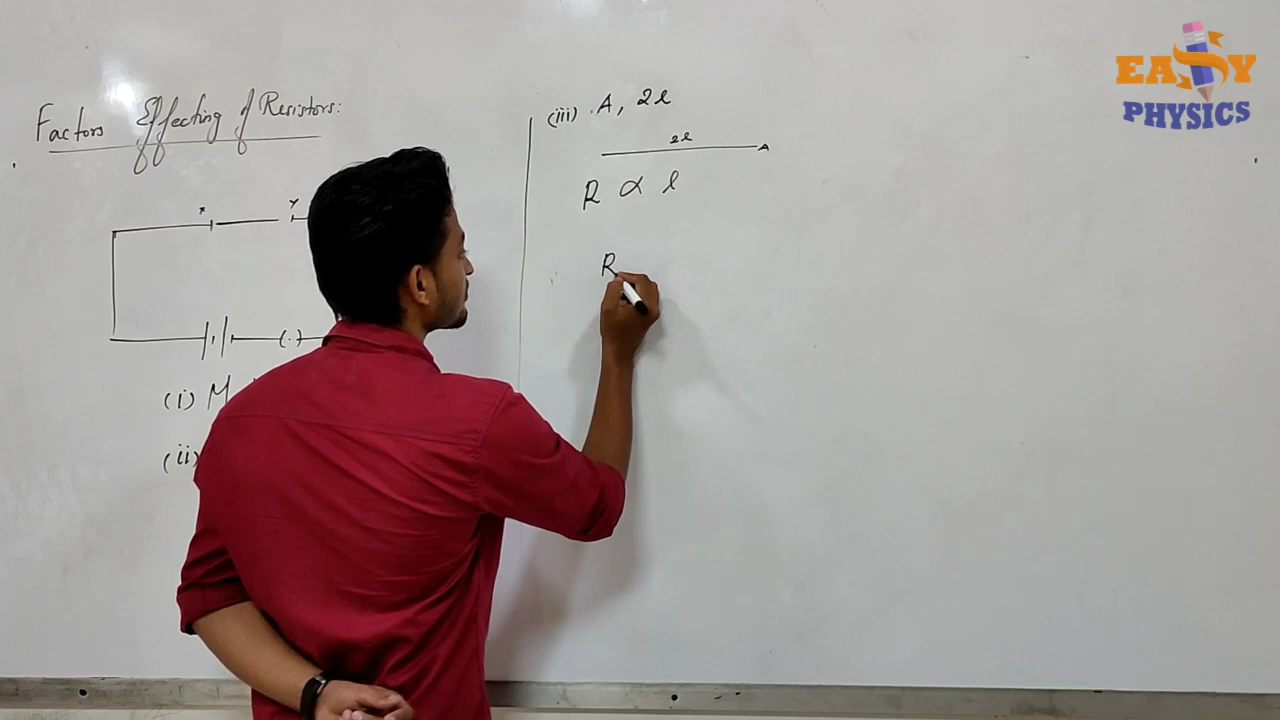 EASY
PHYSICS
Factors Effecting of Resistors:
x y
(i) M
(ii)
(iii) . A, 2l
2l A
R ∝ l
R